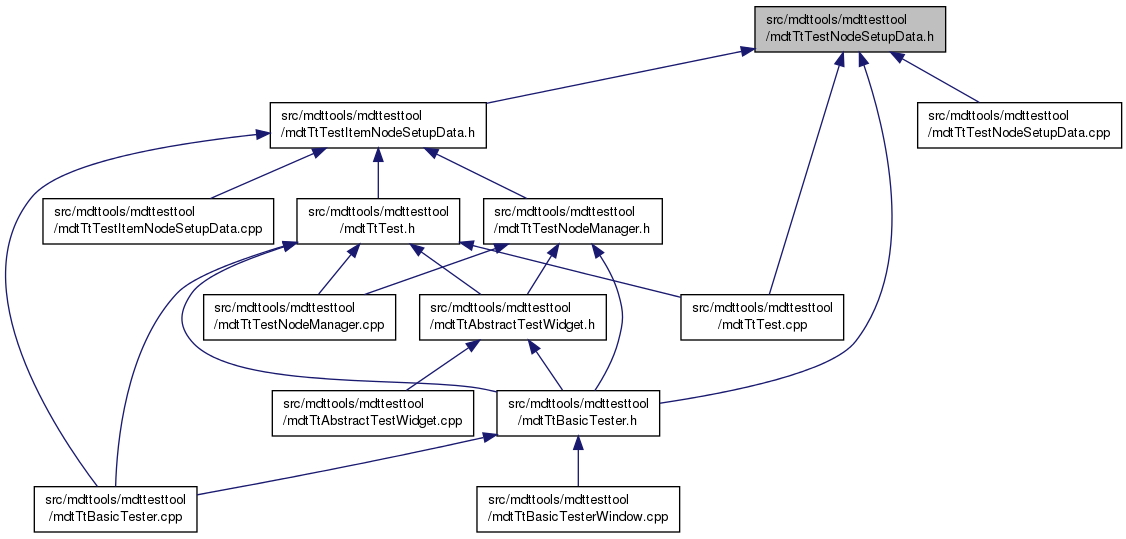 src/mdttools/mdttesttool
/mdtTtTestNodeSetupData.h
src/mdttools/mdttesttool
/mdtTtTestItemNodeSetupData.h
src/mdttools/mdttesttool
/mdtTtTestNodeSetupData.cpp
src/mdttools/mdttesttool
/mdtTtTestItemNodeSetupData.cpp
src/mdttools/mdttesttool
/mdtTtTest.h
src/mdttools/mdttesttool
/mdtTtTestNodeManager.h
src/mdttools/mdttesttool
/mdtTtTestNodeManager.cpp
src/mdttools/mdttesttool
/mdtTtAbstractTestWidget.h
src/mdttools/mdttesttool
/mdtTtTest.cpp
src/mdttools/mdttesttool
/mdtTtAbstractTestWidget.cpp
src/mdttools/mdttesttool
/mdtTtBasicTester.h
src/mdttools/mdttesttool
/mdtTtBasicTester.cpp
src/mdttools/mdttesttool
/mdtTtBasicTesterWindow.cpp